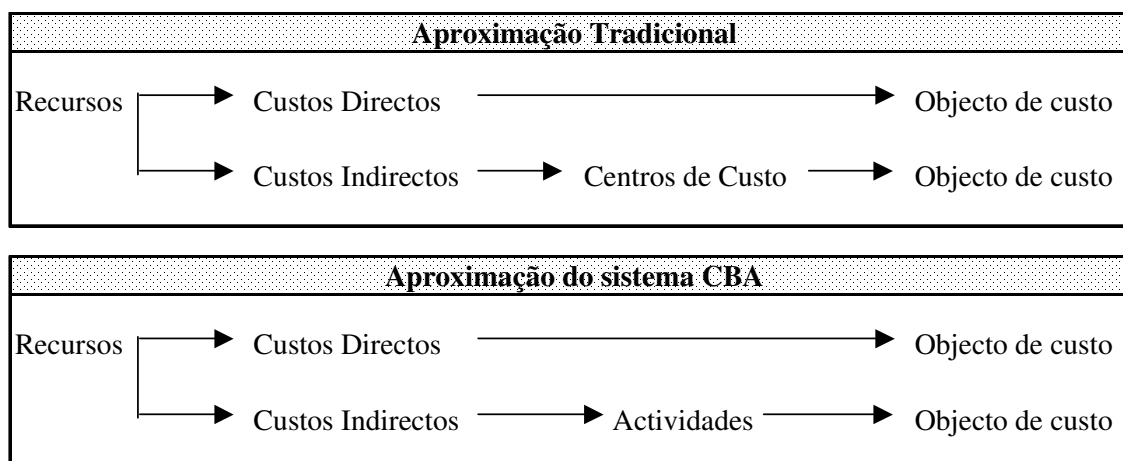 Aproximação Tradicional
Recursos Custos Directos Objecto de custo
Custos Indirectos Centros de Custo Objecto de custo
Aproximação do sistema CBA
Recursos Custos Directos Objecto de custo
Custos Indirectos Actividades Objecto de custo